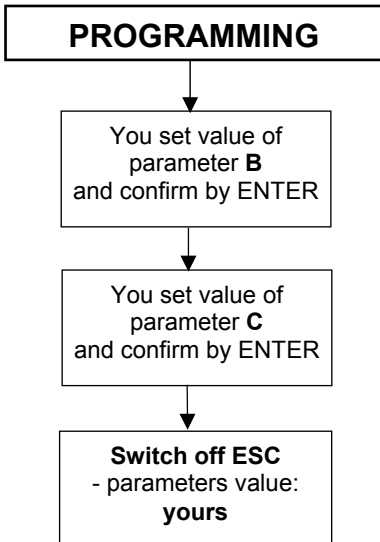 PROGRAMMING
You set value of
parameter B
and confirm by ENTER
You set value of
parameter C
and confirm by ENTER
Switch off ESC
- parameters value:
yours